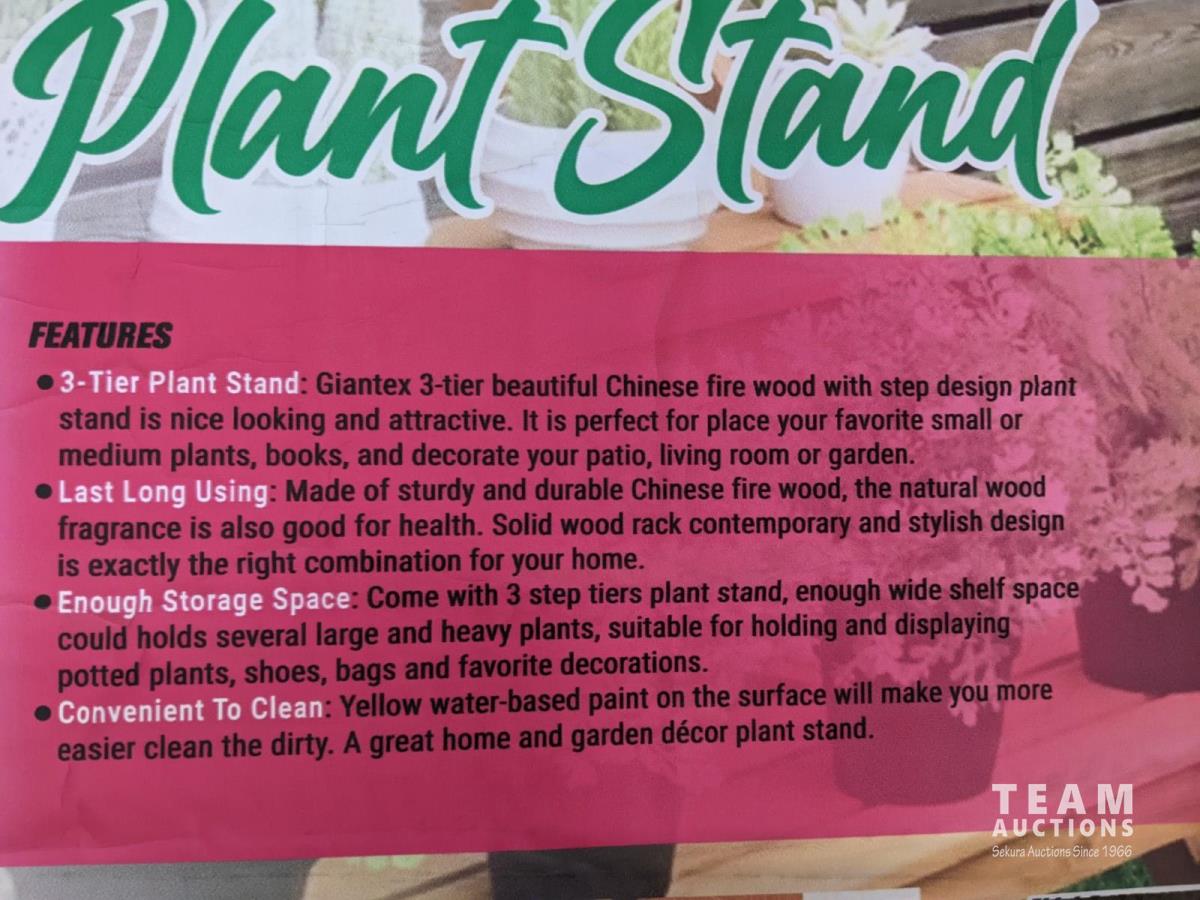 Plant Stand
FEATURES
● 3-Tier Plant Stand: Giantex 3-tier beautiful Chinese fire wood with step design plant
stand is nice looking and attractive. It is perfect for place your favorite small or
medium plants, books, and decorate your patio, living room or garden.
● Last Long Using: Made of sturdy and durable Chinese fire wood, the natural wood
fragrance is also good for health. Solid wood rack contemporary and stylish design
is exactly the right combination for your home.
● Enough Storage Space: Come with 3 step tiers plant stand, enough wide shelf space
could holds several large and heavy plants, suitable for holding and displaying
potted plants, shoes, bags and favorite decorations.
● Convenient To Clean: Yellow water-based paint on the surface will make you more
easier clean the dirty. A great home and garden décor plant stand.
TEAM
AUCTIONS
Sekura Auctions Since 1966